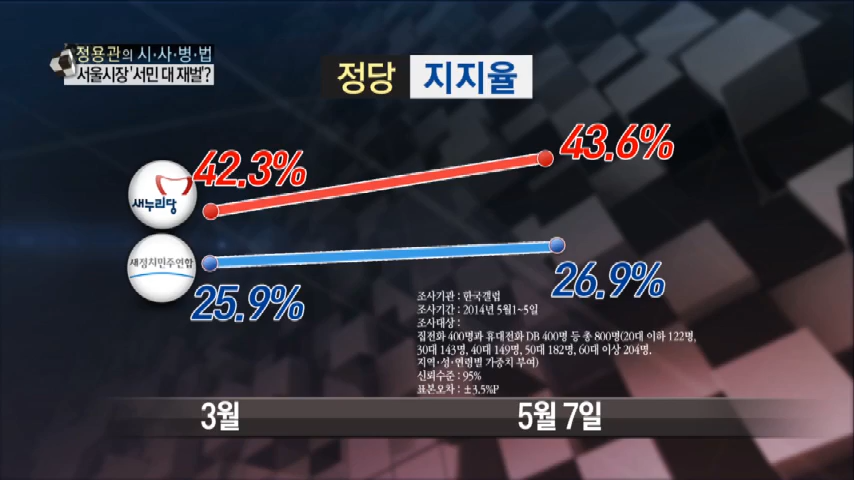 정용관의 시·사·병·법
서울시장 '서민 대 재벌'?
정당 지지율
42.3%
43.6%
새누리당
새정치민주연합
25.9%
26.9%
조사기관 : 한국갤럽
조사기간 : 2014년 5월1~5일
조사대상 :
집전화 400명과 휴대전화 DB 400명 등 총 800명(20대 이하 122명,
30대 143명, 40대 149명, 50대 182명, 60대 이상 204명.
지역·성·연령별 가중치 부여)
신뢰수준 : 95%
표본오차 : ±3.5%P
3월
5월 7일